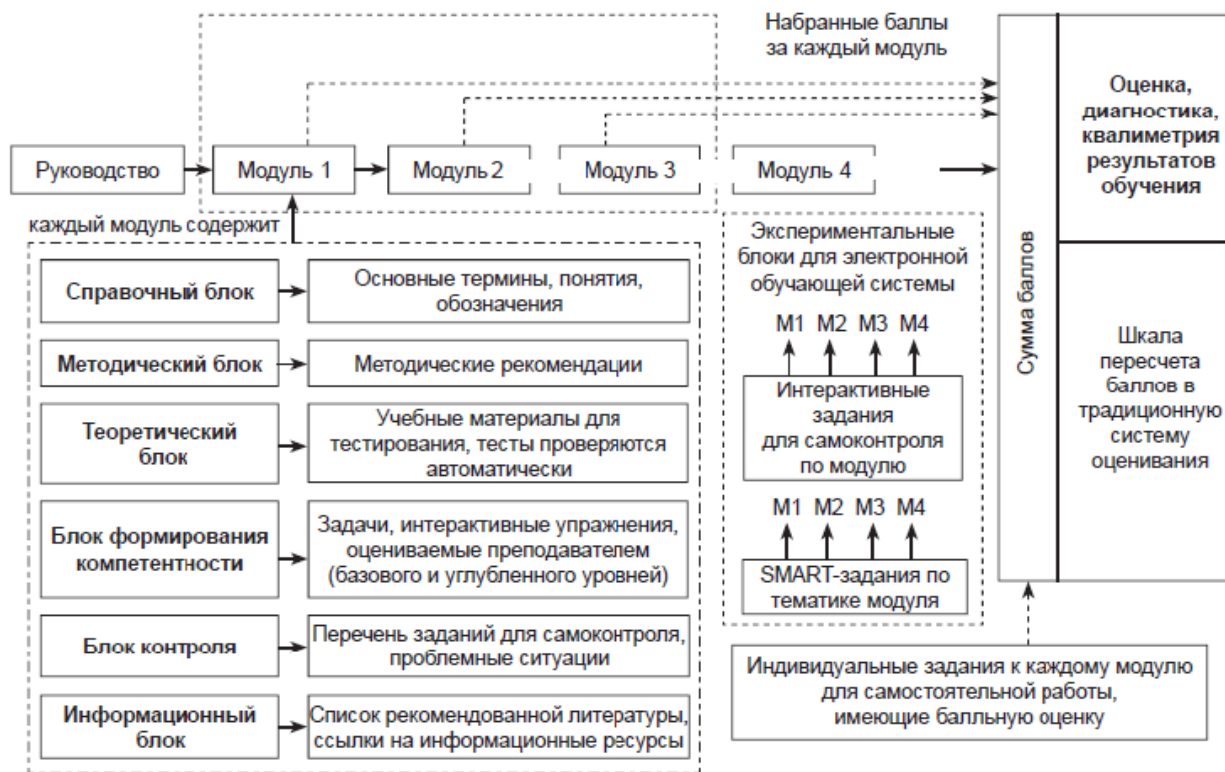 Набранные баллы
за каждый модуль
Руководство
Модуль 1
Модуль 2
Модуль 3
Модуль 4
каждый модуль содержит
Справочный блок
Основные термины, понятия,
обозначения
Методический блок
Методические рекомендации
Теоретический
блок
Учебные материалы для
тестирования, тесты проверяются
автоматически
Блок формирования
компетентности
Задачи, интерактивные упражнения,
оцениваемые преподавателем
(базового и углубленного уровней)
Блок контроля
Перечень заданий для самоконтроля,
проблемные ситуации
Информационный
блок
Список рекомендованной литературы,
ссылки на информационные ресурсы
Экспериментальные
блоки для электронной
обучающей системы
М1 М2 М3 М4
Интерактивные
задания
для самоконтроля
по модулю
М1 М2 М3 М4
SMART-задания по
тематике модуля
Индивидуальные задания к каждому модулю
для самостоятельной работы,
имеющие балльную оценку
Сумма баллов
Оценка,
диагностика,
квалиметрия
результатов
обучения
Шкала
пересчета
баллов в
традиционную
систему
оценивания